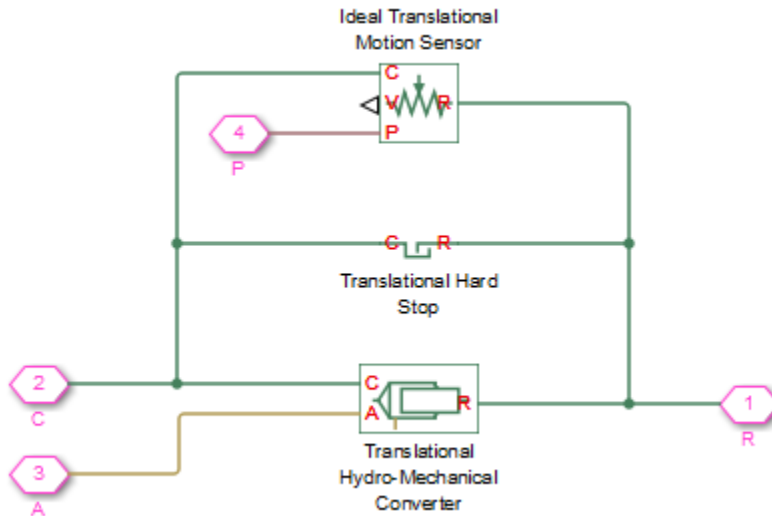 Ideal Translational
Motion Sensor
C
V R
4 P
P
C R
Translational Hard
Stop
2 C
C A R 1
R
Translational
3 Hydro-Mechanical
A Converter